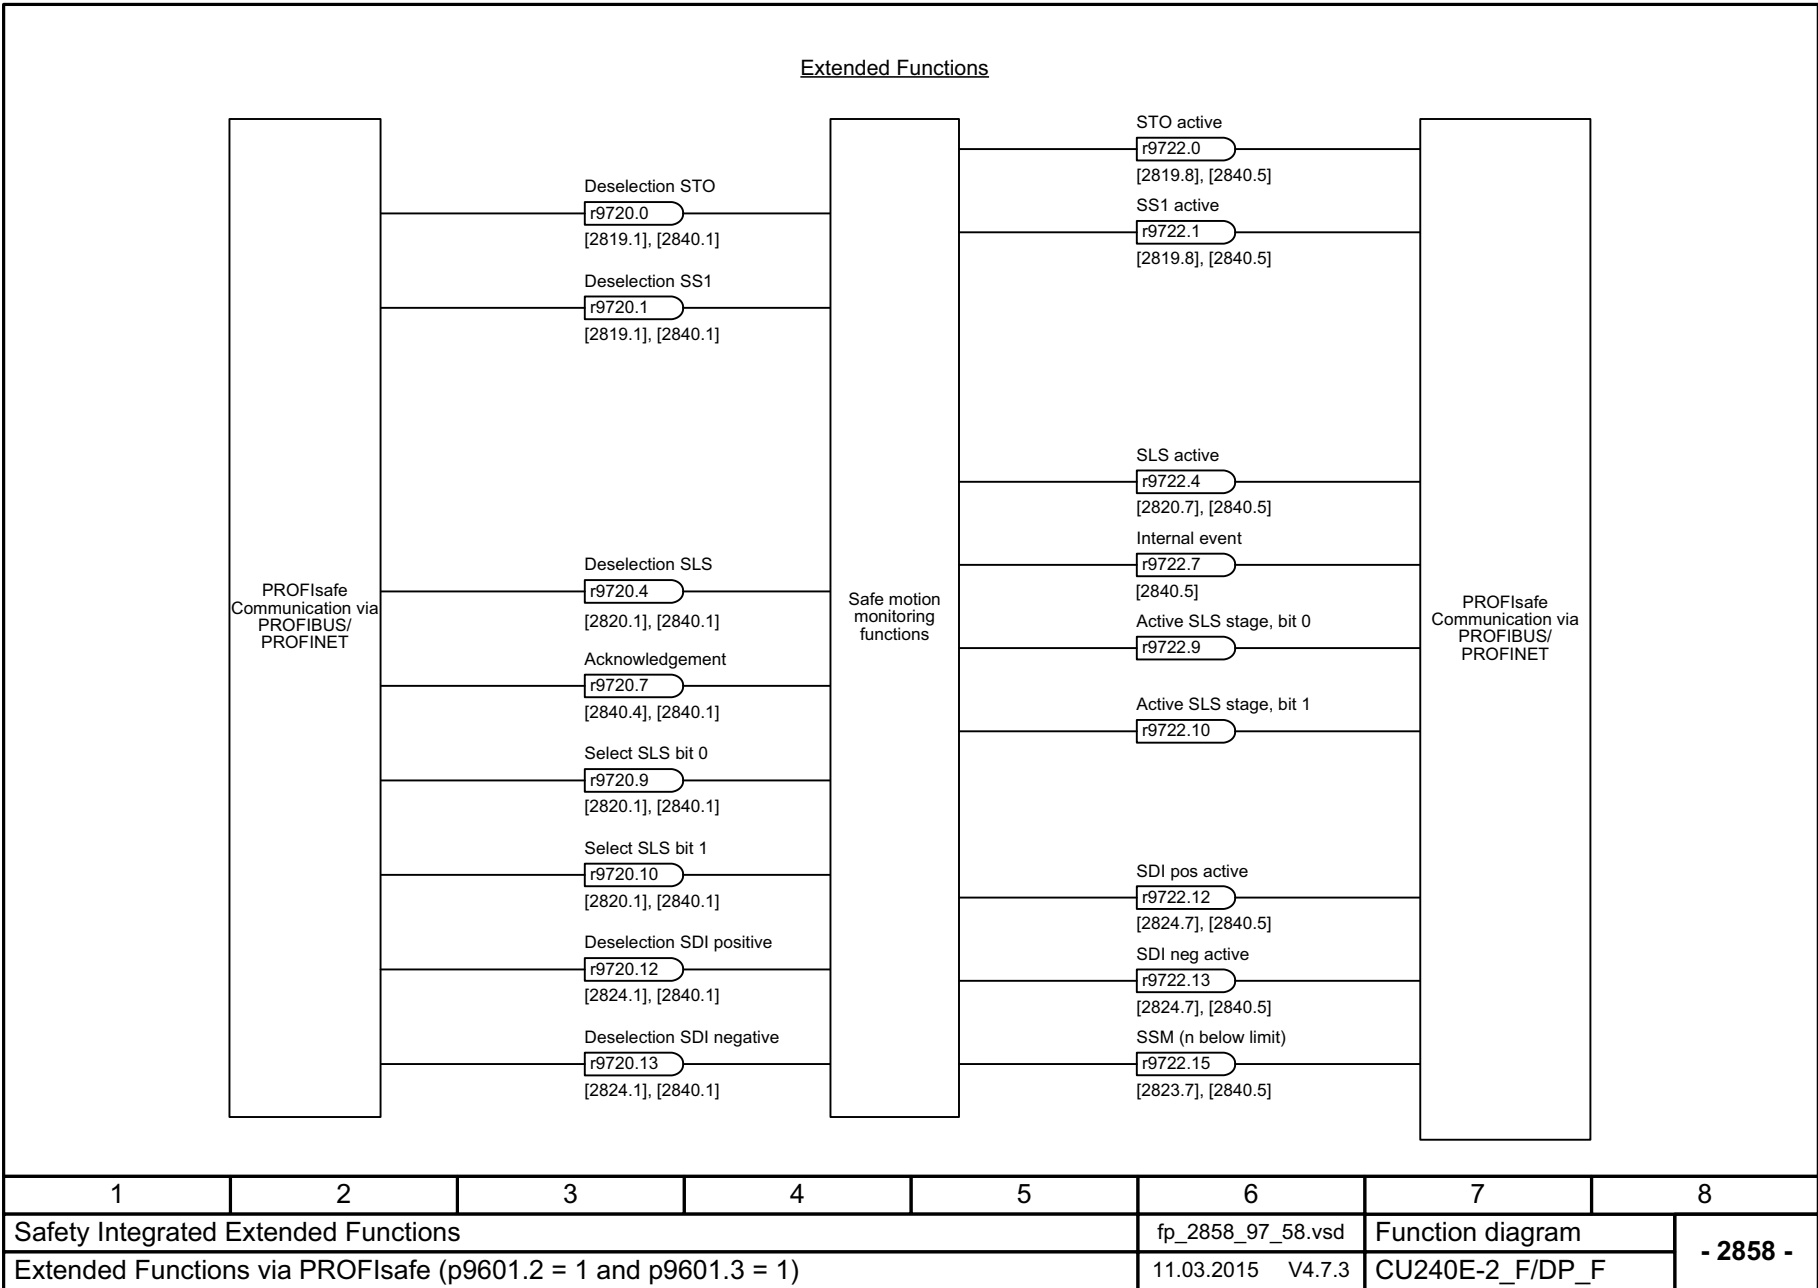 Extended Functions
PROFIsafe
Communication via
PROFIBUS/
PROFINET
Deselection STO
r9720.0
[2819.1], [2840.1]
Deselection SS1
r9720.1
[2819.1], [2840.1]
Deselection SLS
r9720.4
[2820.1], [2840.1]
Acknowledgement
r9720.7
[2840.4], [2840.1]
Select SLS bit 0
r9720.9
[2820.1], [2840.1]
Select SLS bit 1
r9720.10
[2820.1], [2840.1]
Deselection SDI positive
r9720.12
[2824.1], [2840.1]
Deselection SDI negative
r9720.13
[2824.1], [2840.1]
Safe motion
monitoring
functions
STO active
r9722.0
[2819.8], [2840.5]
SS1 active
r9722.1
[2819.8], [2840.5]
SLS active
r9722.4
[2820.7], [2840.5]
Internal event
r9722.7
[2840.5]
Active SLS stage, bit 0
r9722.9
Active SLS stage, bit 1
r9722.10
SDI pos active
r9722.12
[2824.7], [2840.5]
SDI neg active
r9722.13
[2824.7], [2840.5]
SSM (n below limit)
r9722.15
[2823.7], [2840.5]
PROFIsafe
Communication via
PROFIBUS/
PROFINET
1 2 3 4 5 6 7 8
Safety Integrated Extended Functions fp_2858_97_58.vsd Function diagram
- 2858 -
Extended Functions via PROFIsafe (p9601.2 = 1 and p9601.3 = 1) 11.03.2015 V4.7.3 CU240E-2_F/DP_F